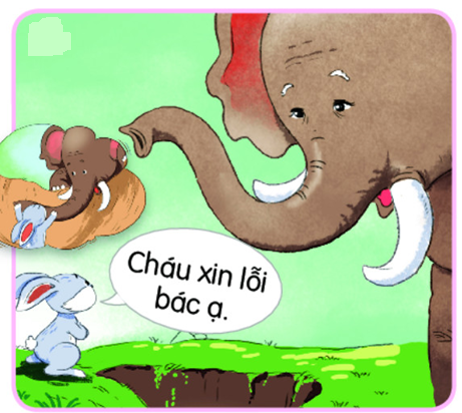 Cháu xin lỗi
bác ạ.